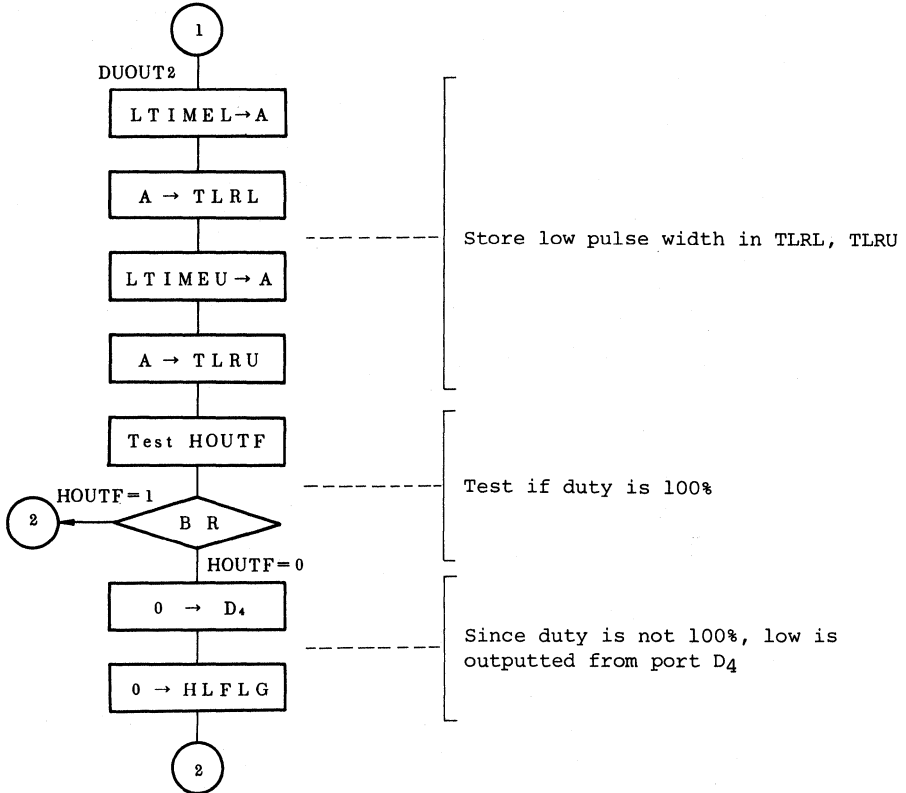 1
DUOUT2
LTIMEL→A
A → TLRL
Store low pulse width in TLRL, TLRU
LTIMEU→A
A → TLRU
Test HOUTF
Test if duty is 100%
HOUTF=1
2
BR
HOUTF=0
0 → D₄
Since duty is not 100%, low is
outputted from port D₄
0 → HLFLG
2